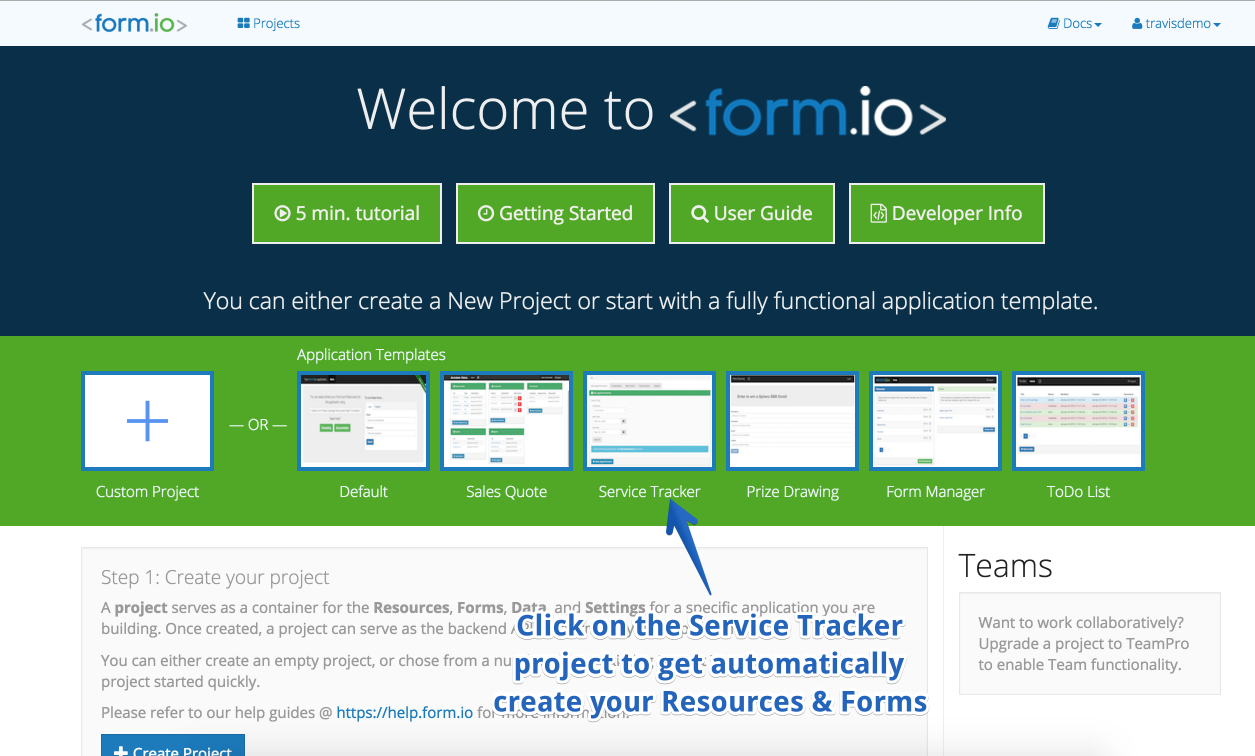 <form.io>
Projects
Docs
travisdemo
Welcome to <form.io>
5 min. tutorial
Getting Started
User Guide
Developer Info
You can either create a New Project or start with a fully functional application template.
Application Templates
— OR —
Custom Project
Default
Sales Quote
Service Tracker
Prize Drawing
Form Manager
ToDo List
Step 1: Create your project
A project serves as a container for the Resources, Forms, Data, and Settings for a specific application you are
building. Once created, a project can serve as the backend
You can either create an empty project, or chose from a
project started quickly.
Please refer to our help guides @ https://help.form.io for more information.
Create Project
Click on the Service Tracker
project to get automatically
create your Resources & Forms
Teams
Want to work collaboratively?
Upgrade a project to TeamPro
to enable Team functionality.